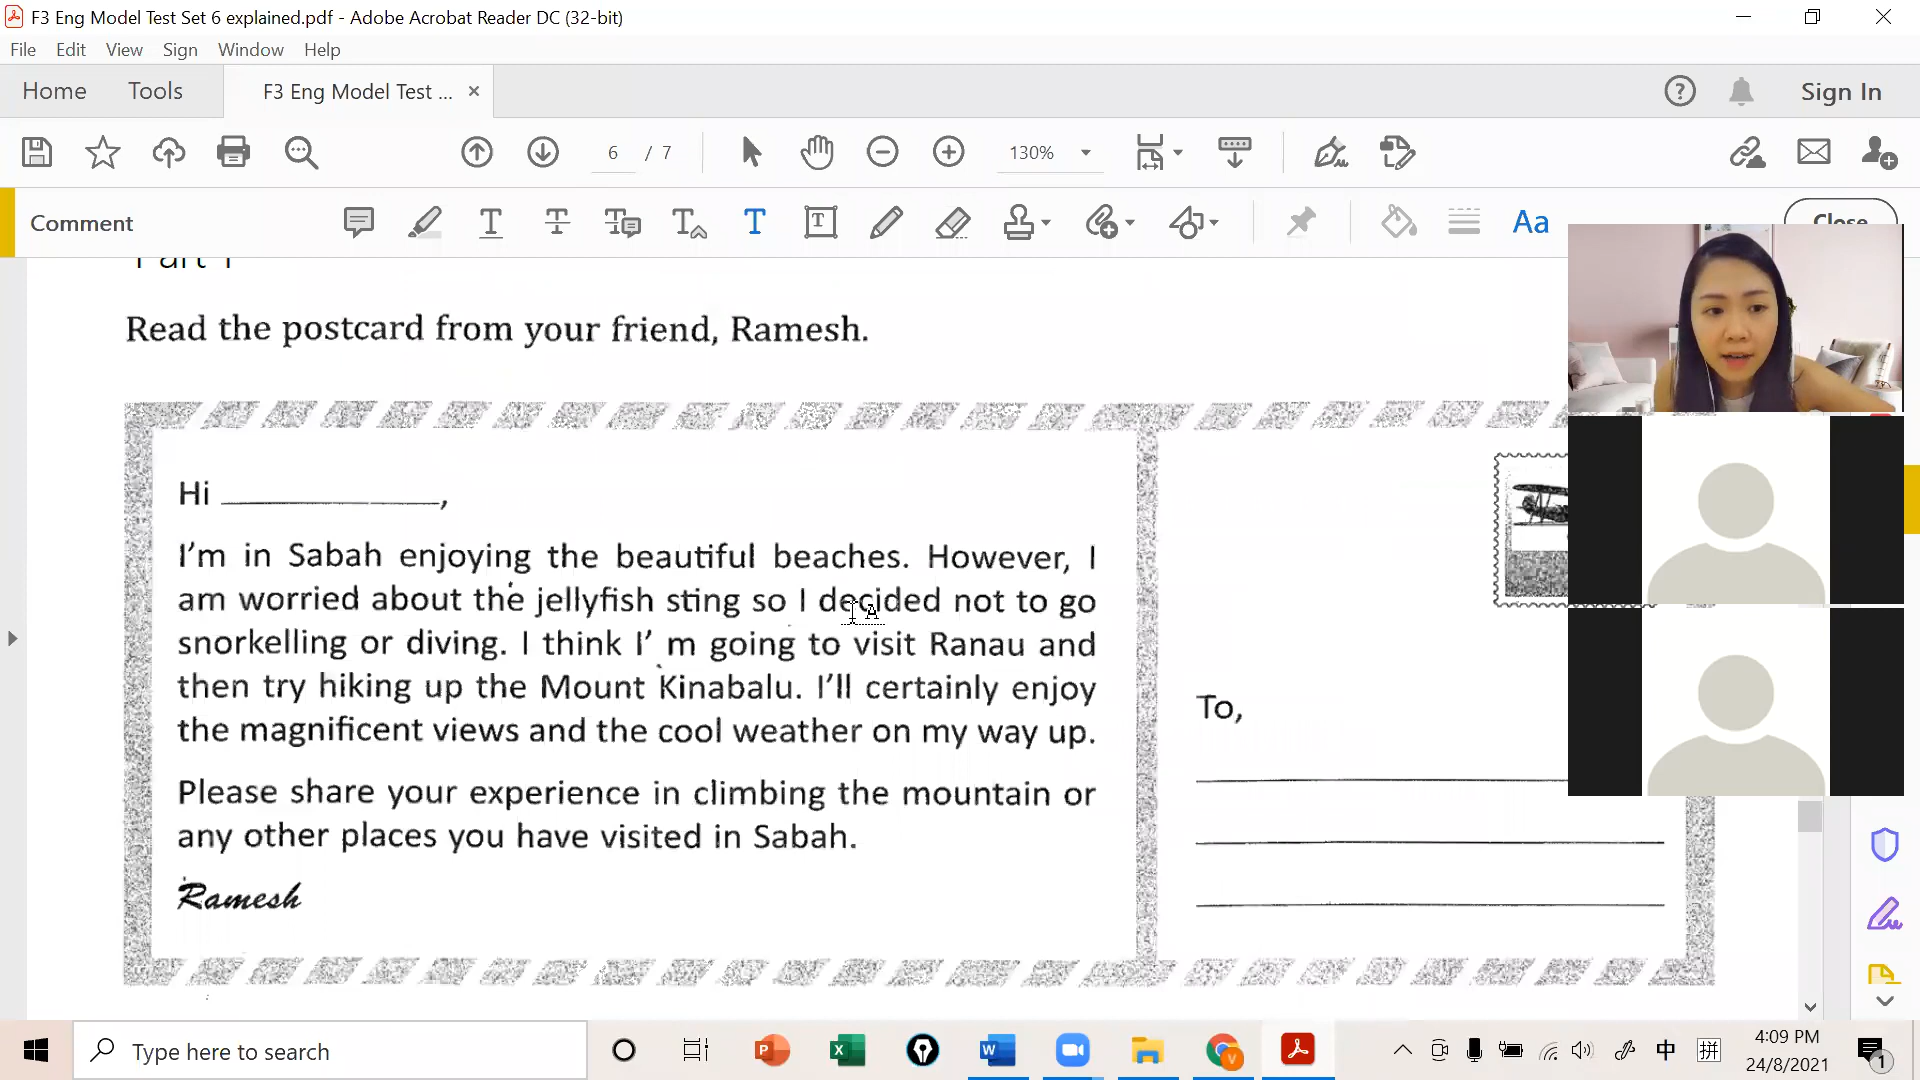 F3 Eng Model Test Set 6 explained.pdf - Adobe Acrobat Reader DC (32-bit)
File Edit View Sign Window Help
Home Tools F3 Eng Model Test ... × Sign In
6 / 7 130%
Comment Aa Close
Part 1
Read the postcard from your friend, Ramesh.
Hi ,
I'm in Sabah enjoying the beautiful beaches. However, I
am worried about the jellyfish sting so I decided not to go
snorkelling or diving. I think I' m going to visit Ranau and
then try hiking up the Mount Kinabalu. I'll certainly enjoy
the magnificent views and the cool weather on my way up.
Please share your experience in climbing the mountain or
any other places you have visited in Sabah.
Ramesh
To,
Type here to search
中 拼
4:09 PM
24/8/2021
1